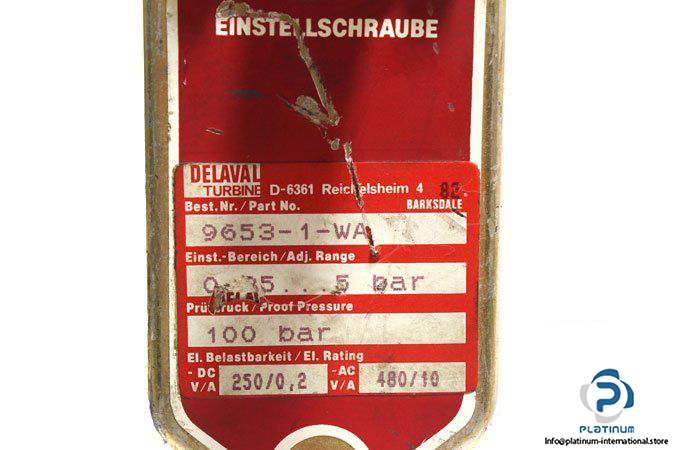 EINSTELLSCHRAUBE
DELAVAL
TURBINE D-6361 Reichelsheim 4 82
Best.Nr./Part No. BARKSDALE
9653-1-WA
Einst.-Bereich/Adj. Range
5 bar
Prüfdruck/Proof Pressure
100 bar
El. Belastbarkeit/El. Rating
- DC V/A 250/0,2 -AC V/A 480/10
PLATINUM
Info@platinum-international.store